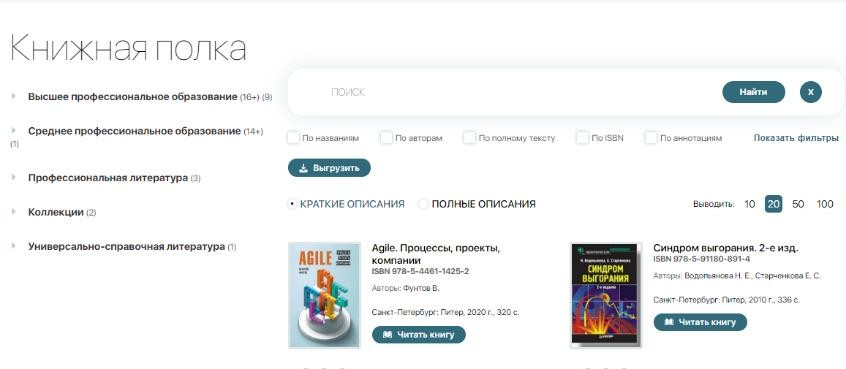 Книжная полка
Высшее профессиональное образование (16+) (9)
Среднее профессиональное образование (14+)
(1)
Профессиональная литература (3)
Коллекции (2)
Универсально-справочная литература (1)
ПОИСК
Найти
X
По названиям
По авторам
По полному тексту
По ISBN
По аннотациям
Показать фильтры
Выгрузить
КРАТКИЕ ОПИСАНИЯ
ПОЛНЫЕ ОПИСАНИЯ
Выводить: 10 20 50 100
AGILE
Agile. Процессы, проекты,
компании
ISBN 978-5-4461-1425-2
Авторы: Фунтов В.
Санкт-Петербург: Питер, 2020 г., 320 с.
Читать книгу
Н. Водопьянова, Е. Старченкова
СИНДРОМ
ВЫГОРАНИЯ
2-е издание
Синдром выгорания. 2-е изд.
ISBN 978-5-91180-891-4
Авторы: Водопьянова Н. Е., Старченкова Е. С.
Санкт-Петербург: Питер, 2010 г., 336 с.
Читать книгу